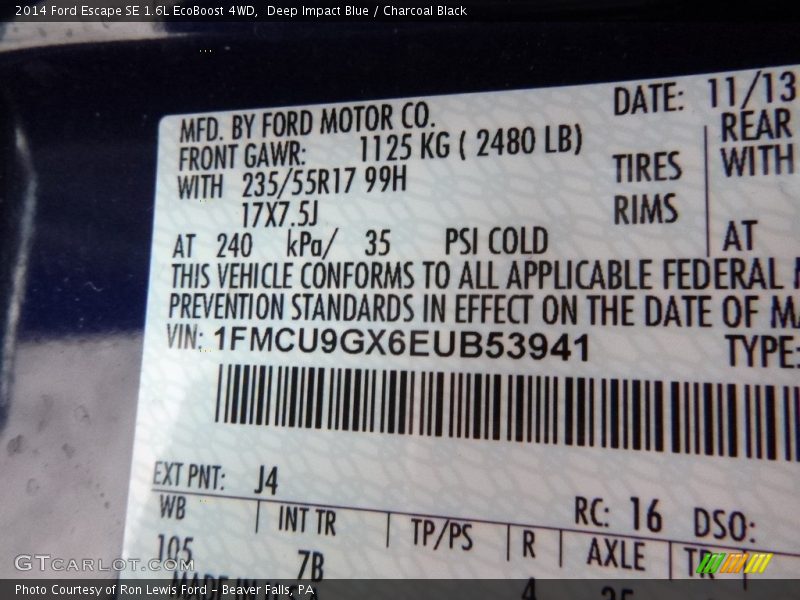 2014 Ford Escape SE 1.6L EcoBoost 4WD,  Deep Impact Blue / Charcoal Black
MFD. BY FORD MOTOR CO.
DATE: 11/13
FRONT GAWR: 1125 KG ( 2480 LB)
REAR
WITH 235/55R17 99H
TIRES
WITH
17X7.5J
RIMS
AT 240 kPa/ 35 PSI COLD
AT
THIS VEHICLE CONFORMS TO ALL APPLICABLE FEDERAL
PREVENTION STANDARDS IN EFFECT ON THE DATE OF
VIN: 1FMCU9GX6EUB53941
TYPE:
EXT PNT: J4
RC: 16 DSO:
WB INT TR TP/PS R AXLE TR
105 7B
MADE IN
4
GTCARLOT.COM
Photo Courtesy of Ron Lewis Ford - Beaver Falls, PA